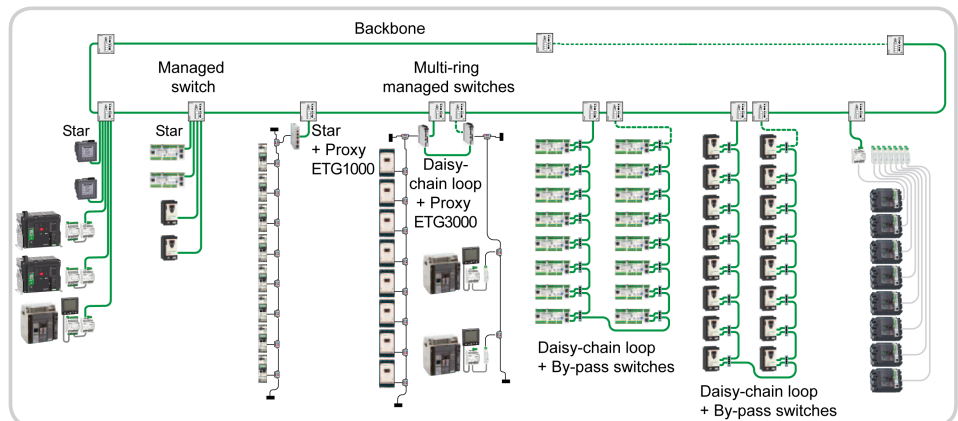 Backbone
Managed
switch
Multi-ring
managed switches
Star
Star
Star
+ Proxy
ETG1000
Daisy-
chain loop
+ Proxy
ETG3000
Daisy-chain loop
+ By-pass switches
Daisy-chain loop
+ By-pass switches